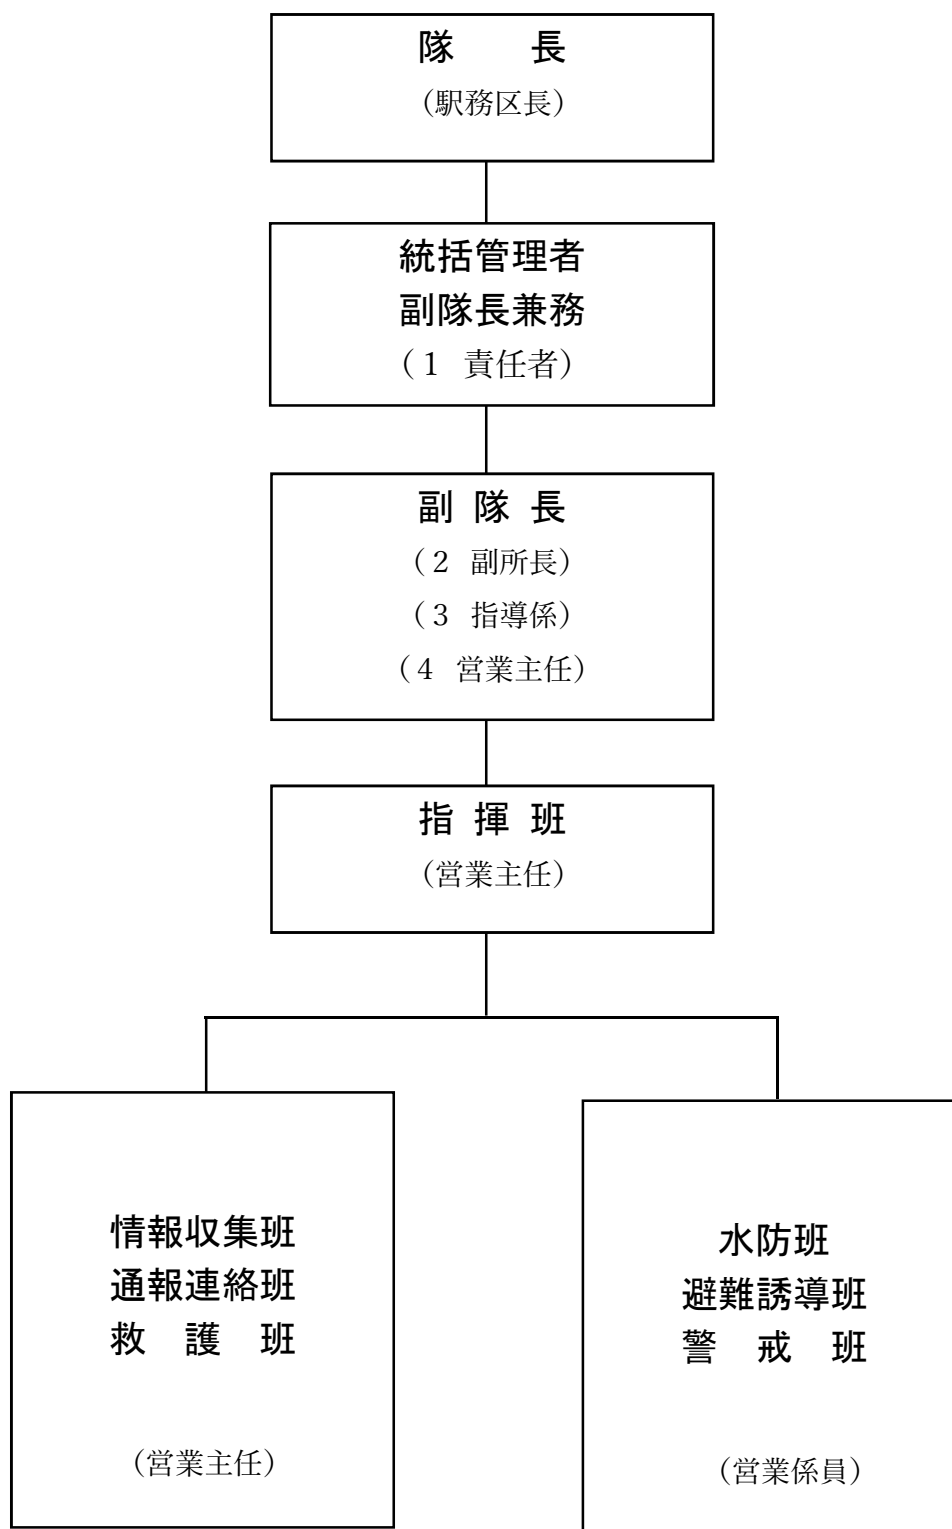 隊　　長
（駅務区長）
統括管理者
副隊長兼務
（１　責任者）
副 隊 長
（２　副所長）
（３　指導係）
（４　営業主任）
指 揮 班
（営業主任）
情報収集班
通報連絡班
救　護　班
（営業主任）
水防班
避難誘導班
警　戒　班
（営業係員）